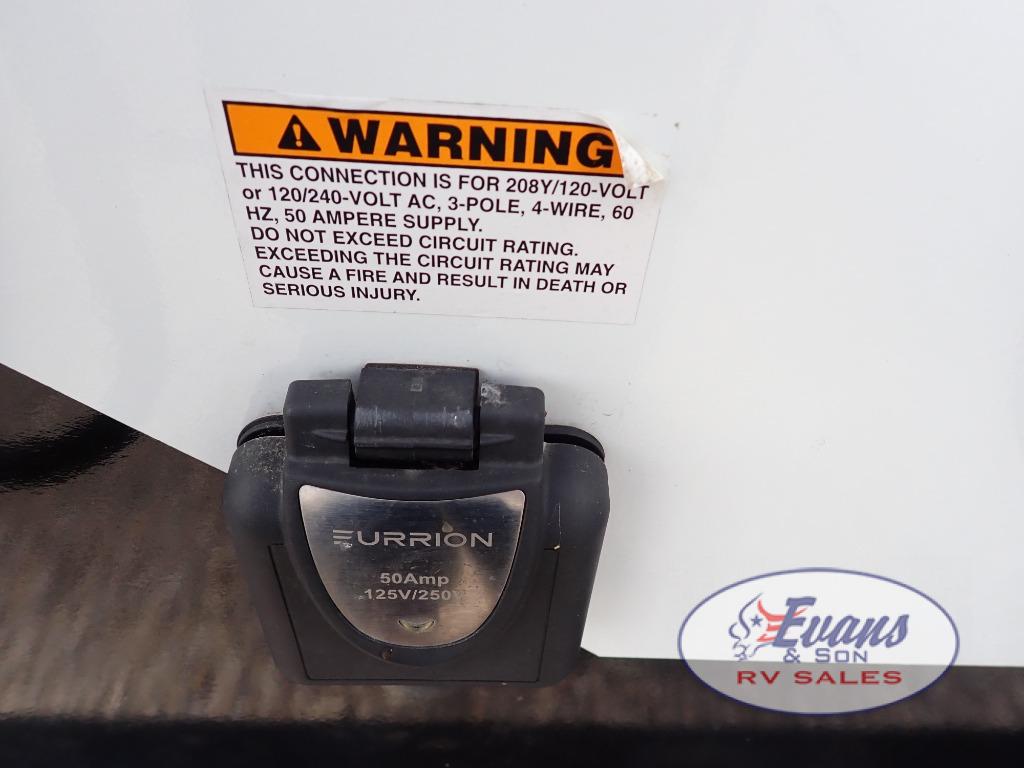 WARNING
THIS CONNECTION IS FOR 208Y/120-VOLT
or 120/240-VOLT AC, 3-POLE, 4-WIRE, 60
HZ, 50 AMPERE SUPPLY.
DO NOT EXCEED CIRCUIT RATING.
EXCEEDING THE CIRCUIT RATING MAY
CAUSE A FIRE AND RESULT IN DEATH OR
SERIOUS INJURY.
FURRION
50Amp
125V/250V
Evans
& SON
RV SALES